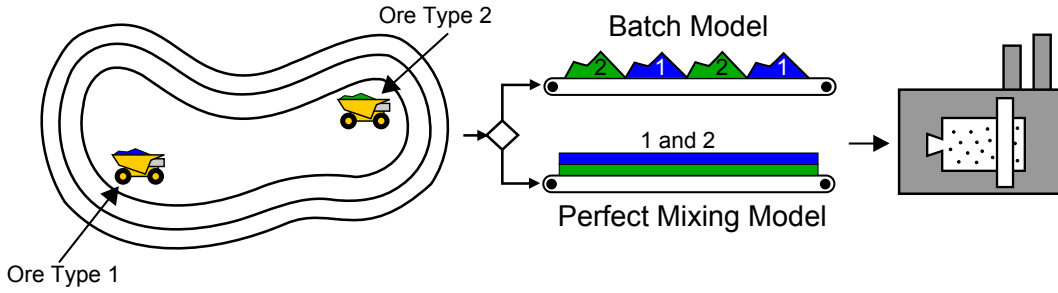 Ore Type 2
Batch Model
2 1 2 1
1 and 2
Perfect Mixing Model
Ore Type 1